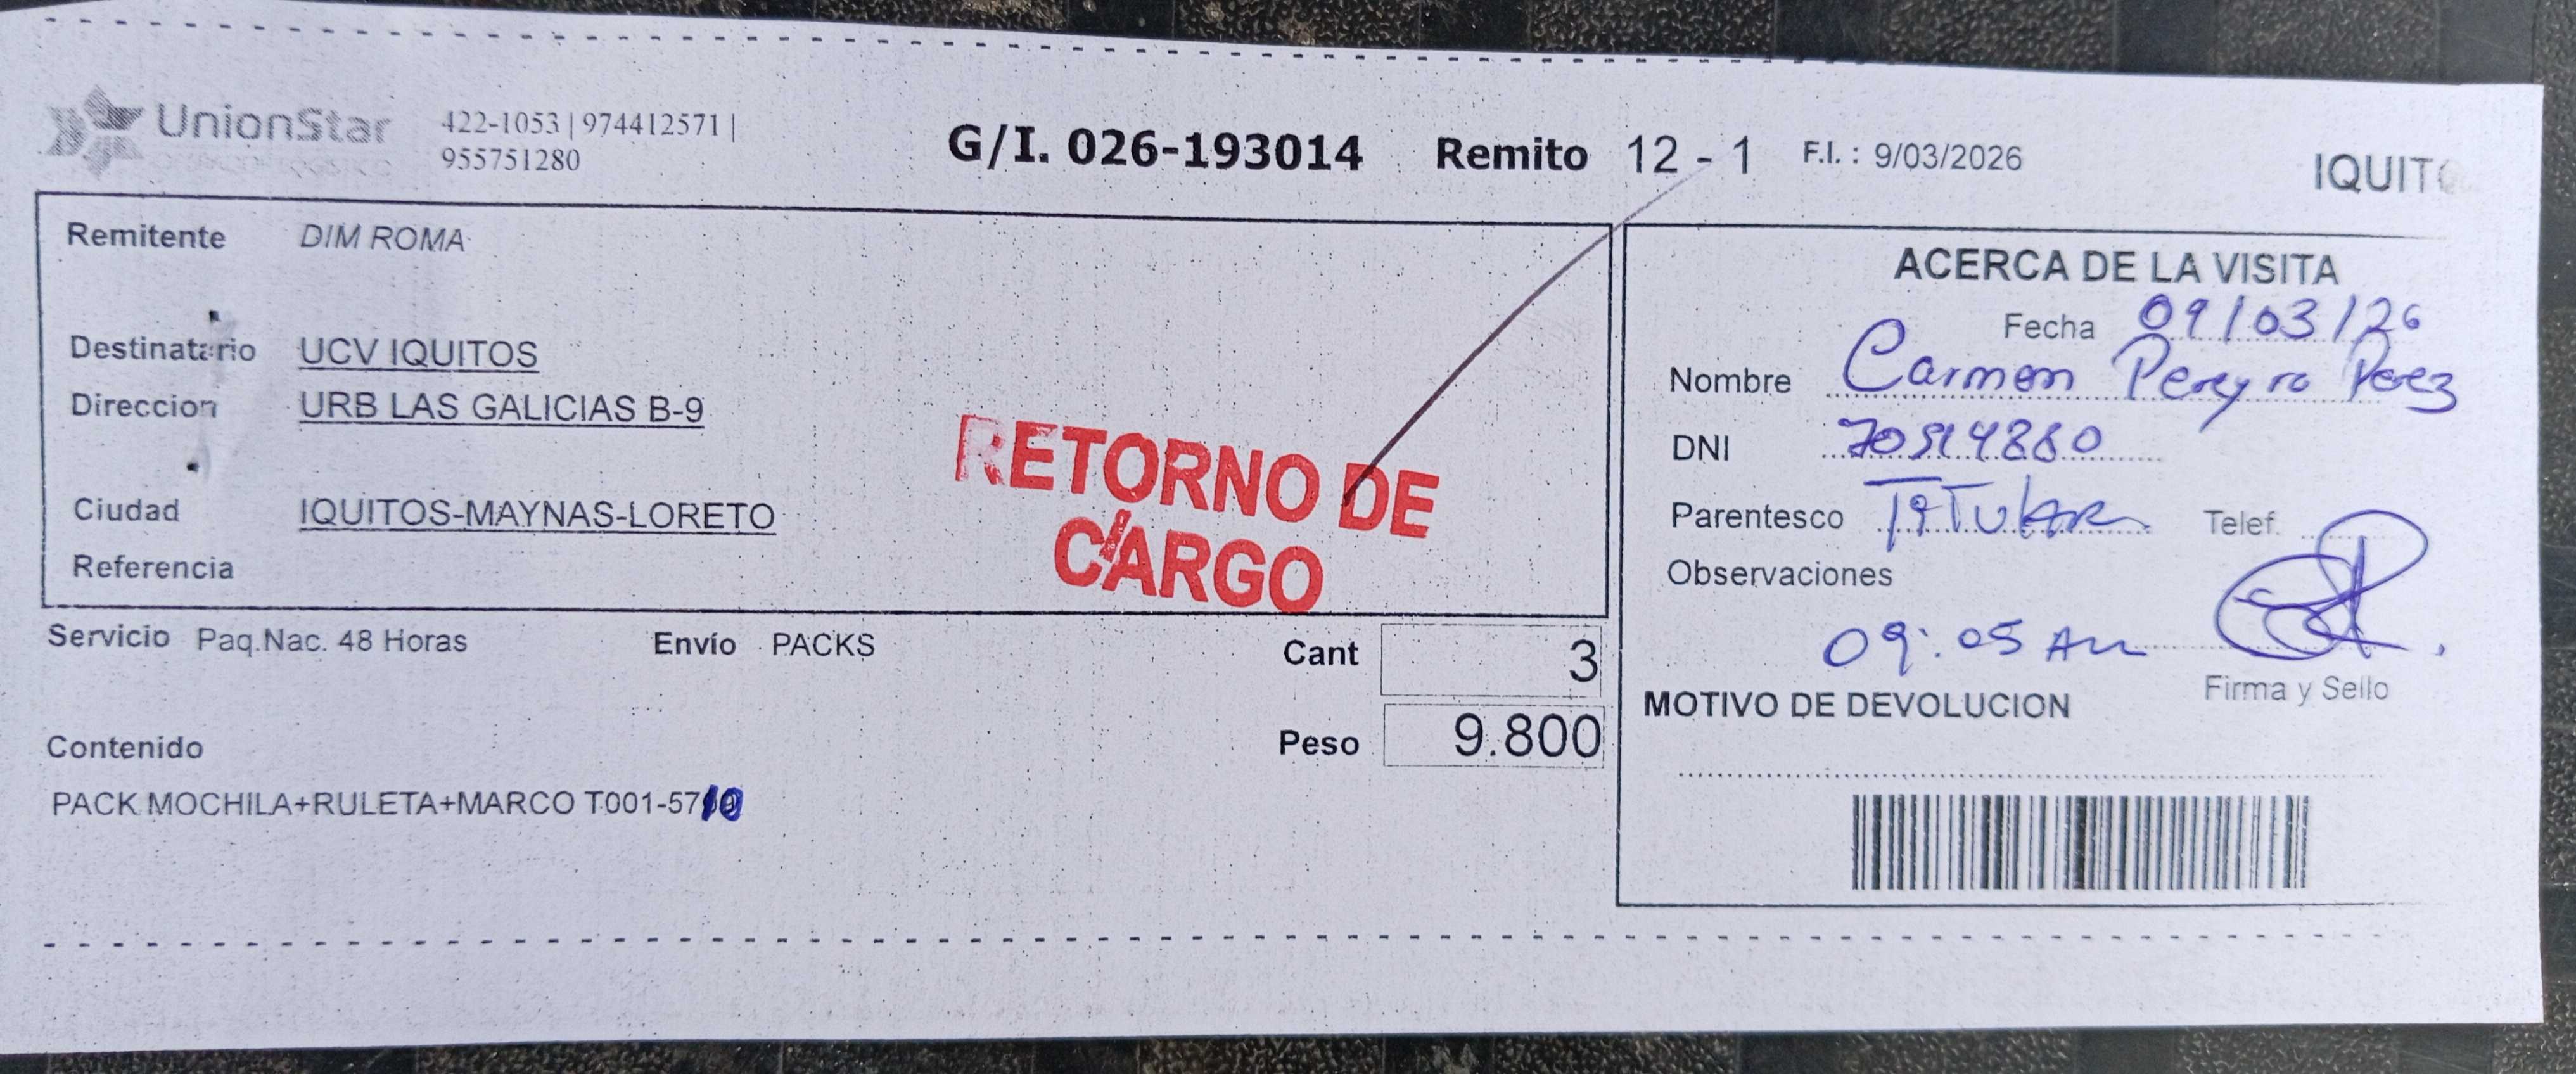 UnionStar
422-1053 | 974412571 |
955751280
G/I. 026-193014 Remito 12 - 1 F.I. : 9/03/2026
IQUITO
Remitente DIM ROMA
Destinatario UCV IQUITOS
Direccion URB LAS GALICIAS B-9
Ciudad IQUITOS-MAYNAS-LORETO
Referencia
RETORNO DE
CARGO
Servicio Paq.Nac. 48 Horas Envío PACKS
Cant 3
Peso 9.800
Contenido
PACK MOCHILA+RULETA+MARCO T001-5710
ACERCA DE LA VISITA
Fecha 09/03/26
Nombre Carmen Pereyra Perez
DNI 70514880
Parentesco TITULAR Telef.
Observaciones
09:05 AM
Firma y Sello
MOTIVO DE DEVOLUCION